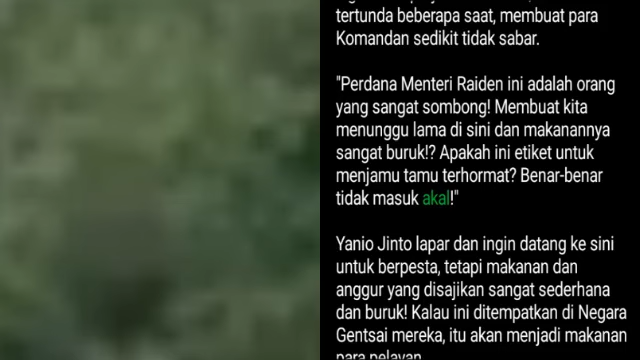 tertunda beberapa saat, membuat para
Komandan sedikit tidak sabar.
"Perdana Menteri Raiden ini adalah orang
yang sangat sombong! Membuat kita
menunggu lama di sini dan makanannya
sangat buruk!? Apakah ini etiket untuk
menjamu tamu terhormat? Benar-benar
tidak masuk akal!"
Yanio Jinto lapar dan ingin datang ke sini
untuk berpesta, tetapi makanan dan
anggur yang disajikan sangat sederhana
dan buruk! Kalau ini ditempatkan di Negara
Gentsai mereka, itu akan menjadi makanan
para pelayan